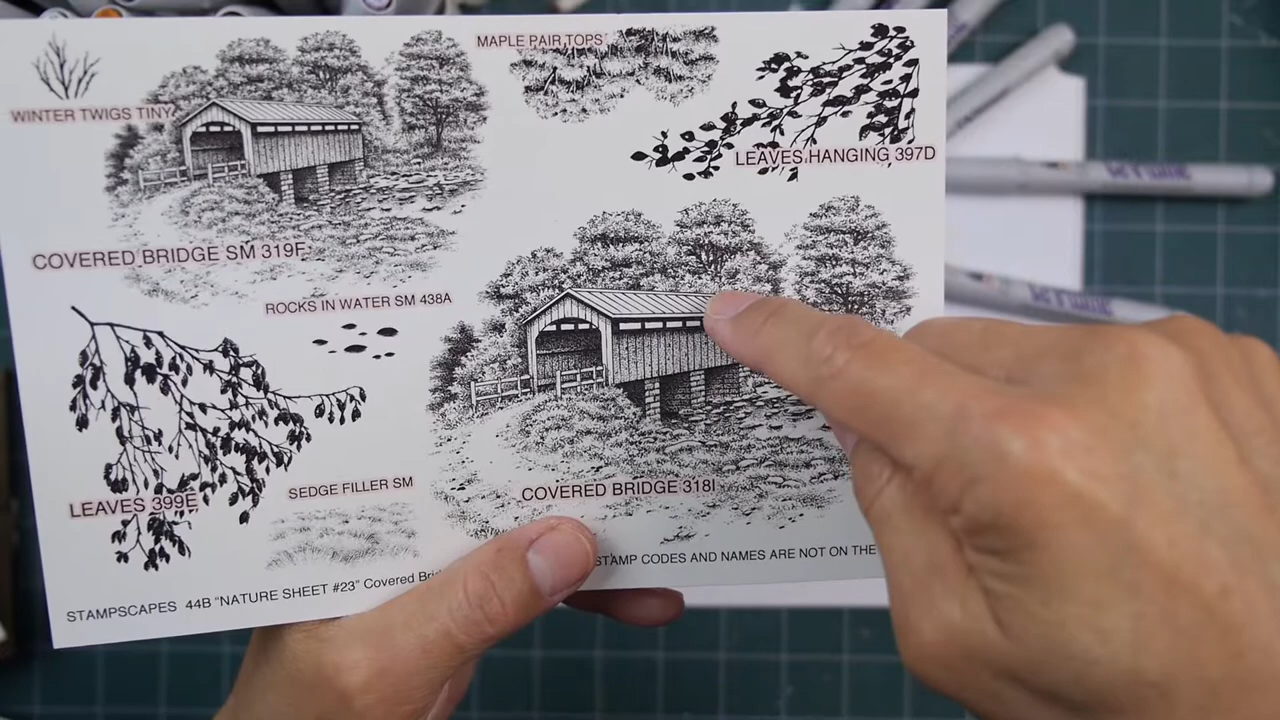 MAPLE PAIR TOPS
WINTER TWIGS TINY
LEAVES HANGING 397D
COVERED BRIDGE SM 319F
ROCKS IN WATER SM 438A
LEAVES 399E
SEDGE FILLER SM
COVERED BRIDGE 318I
STAMPSCAPES 44B "NATURE SHEET #23" Covered
STAMP CODES AND NAMES ARE NOT ON THE